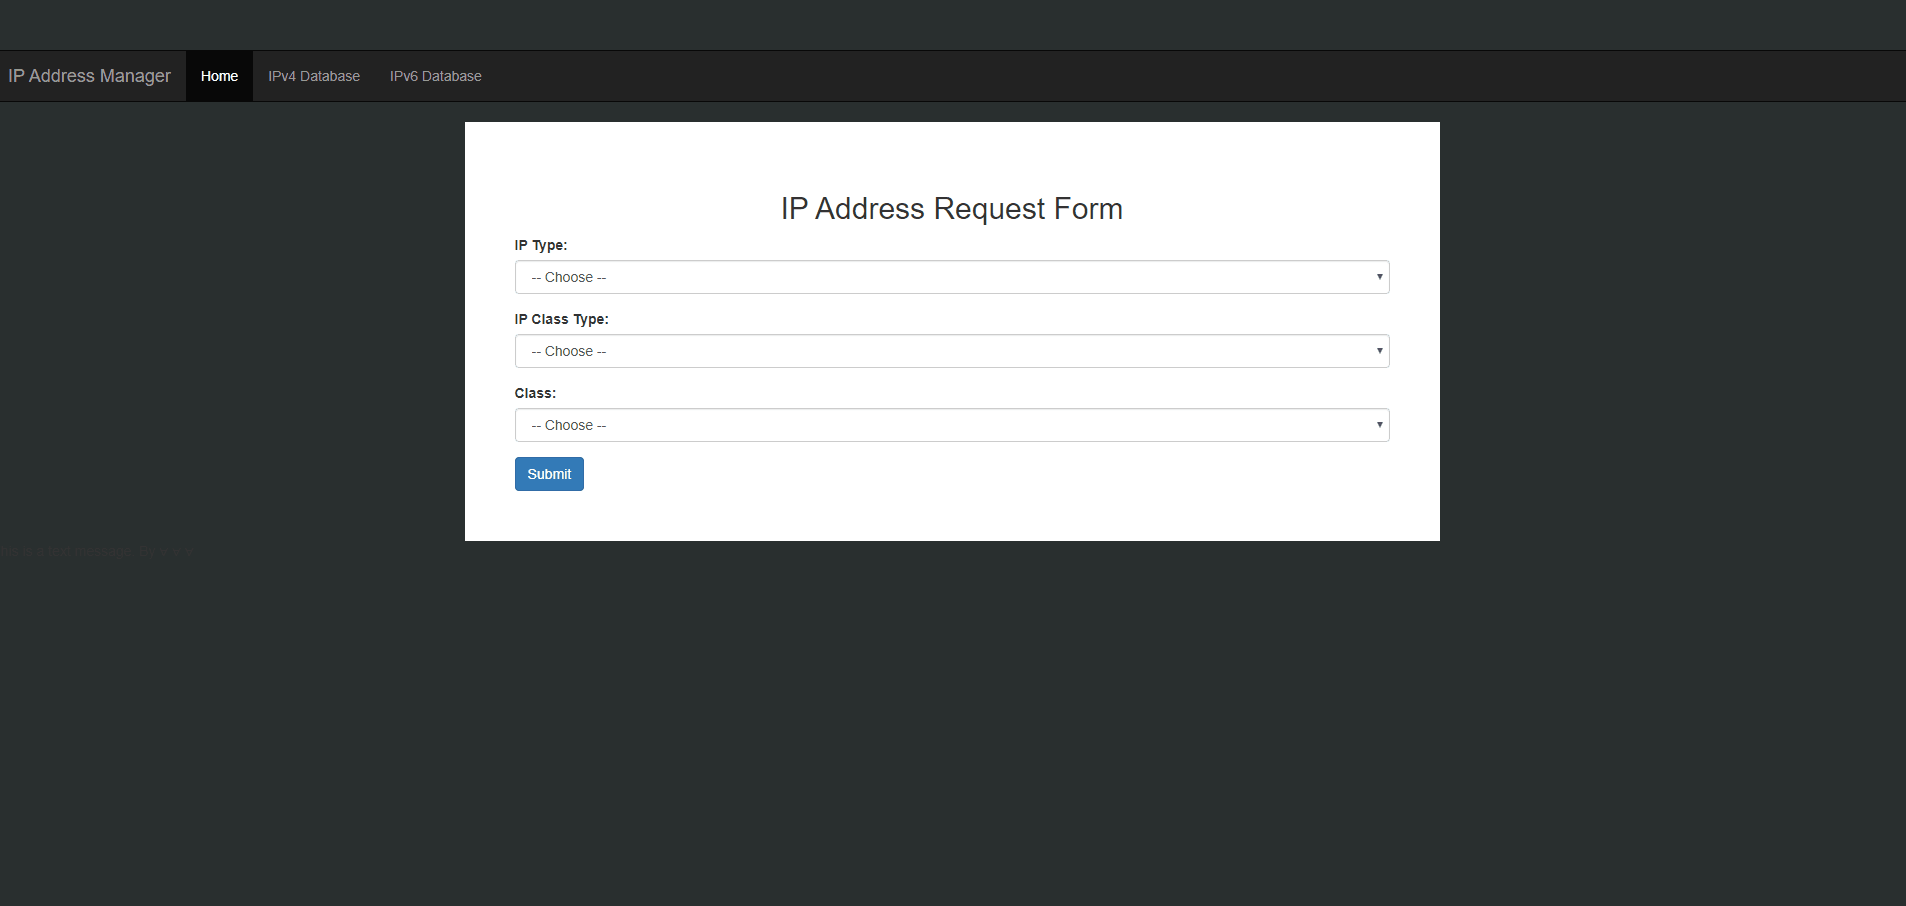 IP Address Manager Home IPv4 Database IPv6 Database
IP Address Request Form
IP Type:
-- Choose --
IP Class Type:
-- Choose --
Class:
-- Choose --
Submit